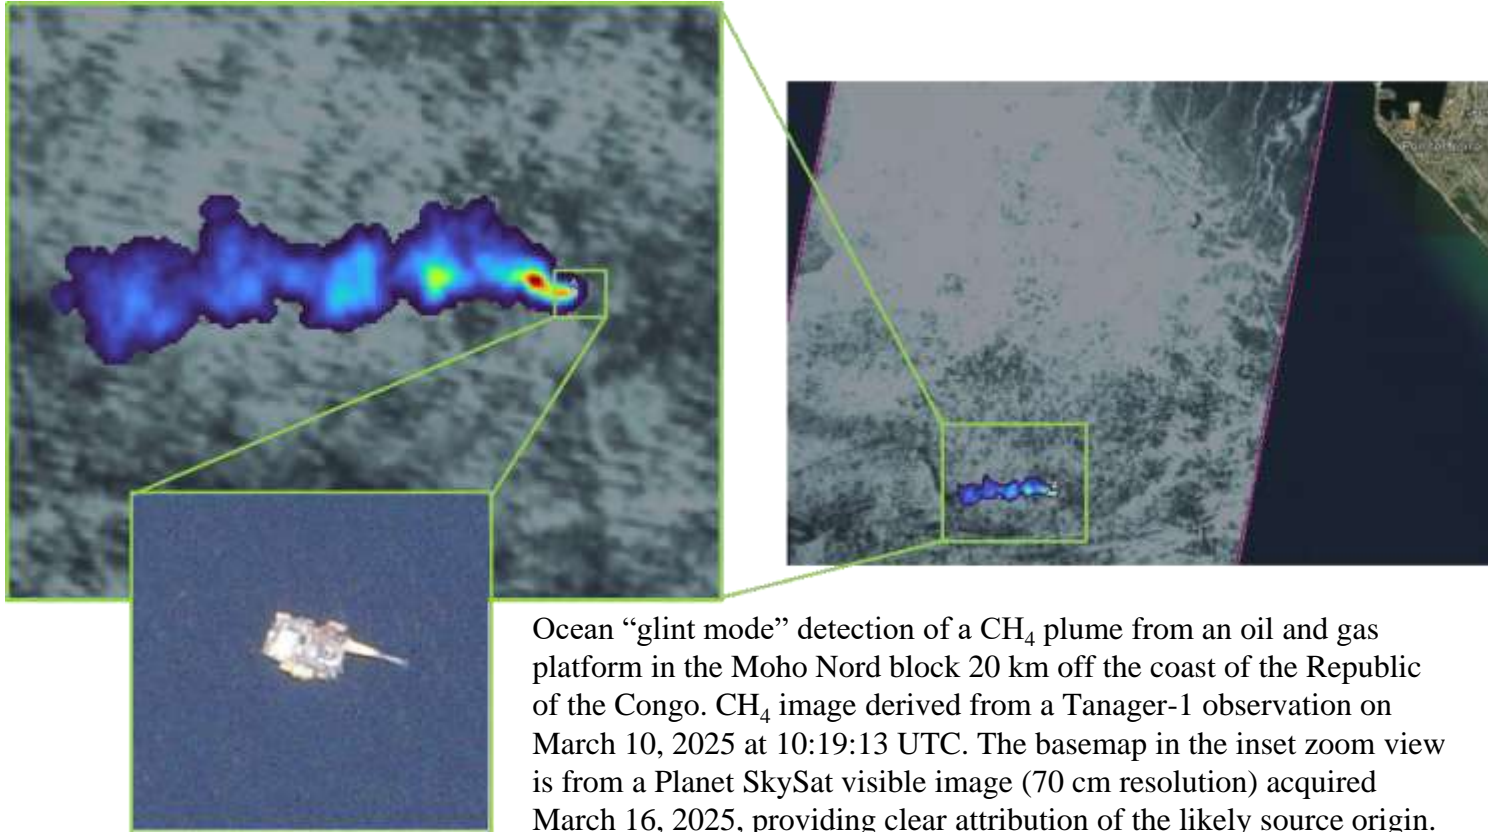 Pointe-Noire
Ocean “glint mode” detection of a CH₄ plume from an oil and gas
platform in the Moho Nord block 20 km off the coast of the Republic
of the Congo. CH₄ image derived from a Tanager-1 observation on
March 10, 2025 at 10:19:13 UTC. The basemap in the inset zoom view
is from a Planet SkySat visible image (70 cm resolution) acquired
March 16, 2025, providing clear attribution of the likely source origin.